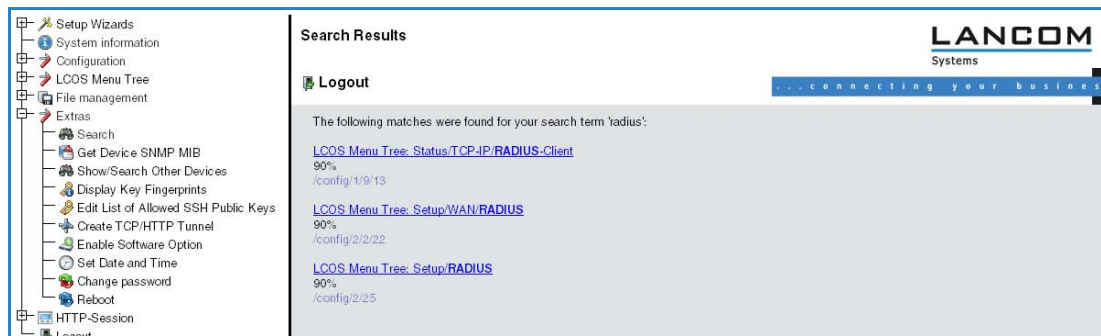 Setup Wizards
System information
Configuration
LCOS Menu Tree
File management
Extras
Search
Get Device SNMP MIB
Show/Search Other Devices
Display Key Fingerprints
Edit List of Allowed SSH Public Keys
Create TCP/HTTP Tunnel
Enable Software Option
Set Date and Time
Change password
Reboot
HTTP-Session
Logout
Search Results
LANCOM
Systems
Logout
...connecting your busines
The following matches were found for your search term 'radius':
LCOS Menu Tree: Status/TCP-IP/RADIUS-Client
90%
/config/1/9/13
LCOS Menu Tree: Setup/WAN/RADIUS
90%
/config/2/2/22
LCOS Menu Tree: Setup/RADIUS
90%
/config/2/25